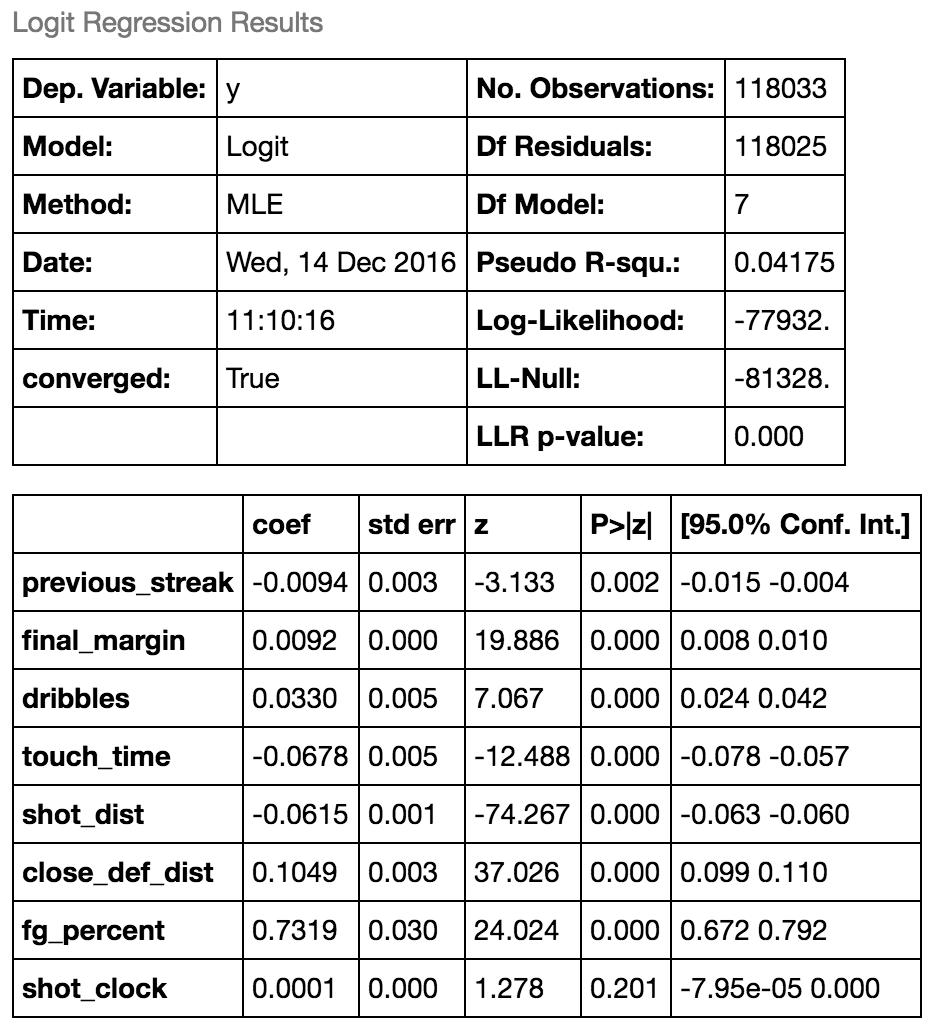 Logit Regression Results
Dep. Variable: y No. Observations: 118033
Model: Logit Df Residuals: 118025
Method: MLE Df Model: 7
Date: Wed, 14 Dec 2016 Pseudo R-squ.: 0.04175
Time: 11:10:16 Log-Likelihood: -77932.
converged: True LL-Null: -81328.
LLR p-value: 0.000
coef std err z P>|z| [95.0% Conf. Int.]
previous_streak -0.0094 0.003 -3.133 0.002 -0.015 -0.004
final_margin 0.0092 0.000 19.886 0.000 0.008 0.010
dribbles 0.0330 0.005 7.067 0.000 0.024 0.042
touch_time -0.0678 0.005 -12.488 0.000 -0.078 -0.057
shot_dist -0.0615 0.001 -74.267 0.000 -0.063 -0.060
close_def_dist 0.1049 0.003 37.026 0.000 0.099 0.110
fg_percent 0.7319 0.030 24.024 0.000 0.672 0.792
shot_clock 0.0001 0.000 1.278 0.201 -7.95e-05 0.000